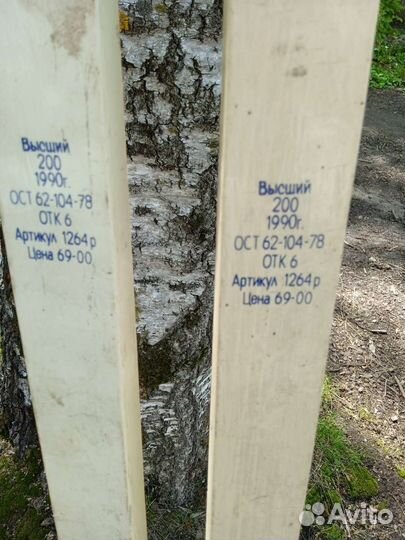 Высший
200
1990г.
ОСТ 62-104-78
ОТК 6
Артикул 1264р
Цена 69-00
Высший
200
1990г.
ОСТ 62-104-78
ОТК 6
Артикул 1264р
Цена 69-00
Avito